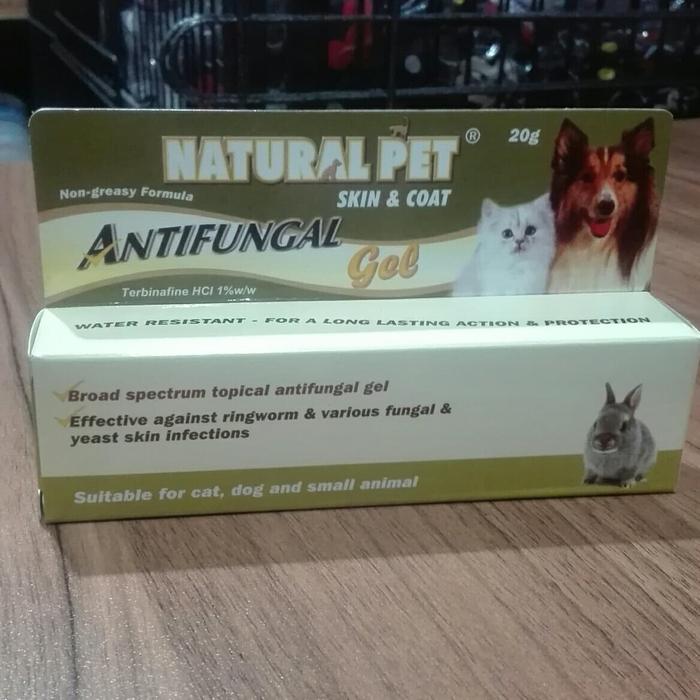 NATURAL PET ® 20g
SKIN & COAT
Non-greasy Formula
ANTIFUNGAL
Gel
Terbinafine HCl 1%w/w
WATER RESISTANT - FOR A LONG LASTING ACTION & PROTECTION
Broad spectrum topical antifungal gel
Effective against ringworm & various fungal &
yeast skin infections
Suitable for cat, dog and small animal